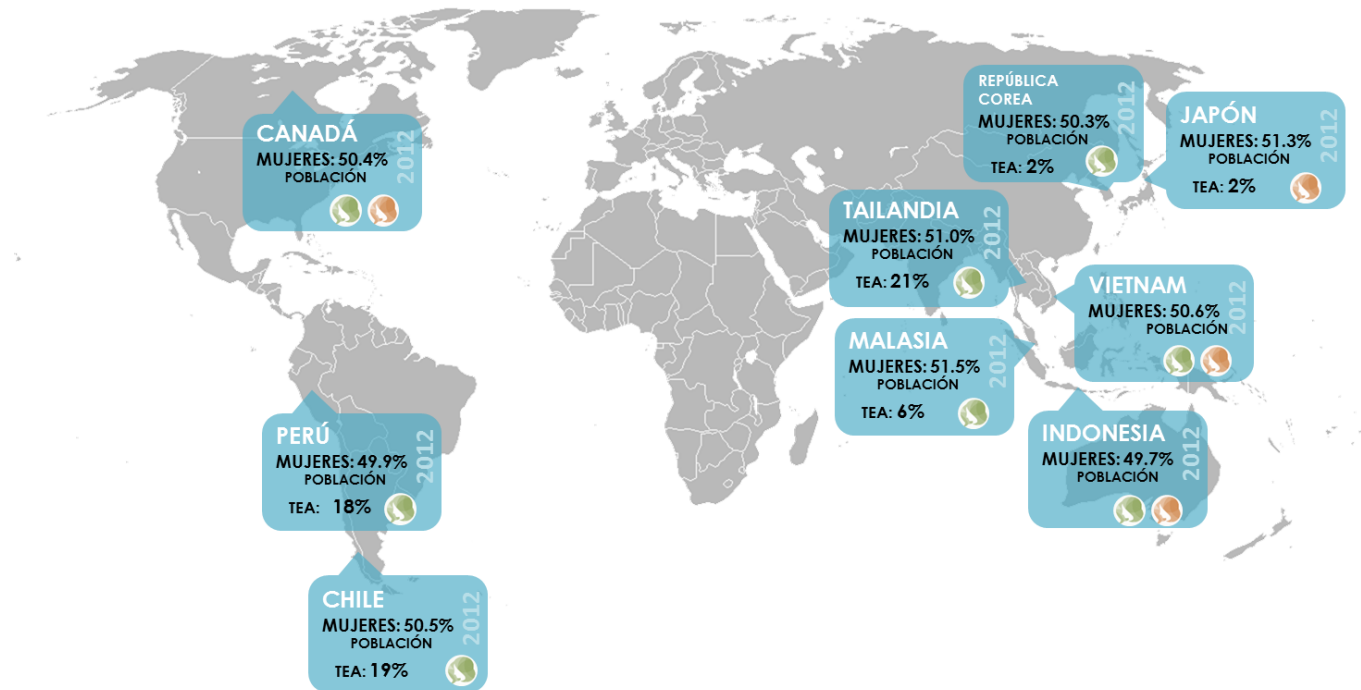 CANADÁ
MUJERES: 50.4%
POBLACIÓN
2012
REPÚBLICA
COREA
MUJERES: 50.3%
POBLACIÓN
TEA: 2%
2012
JAPÓN
MUJERES: 51.3%
POBLACIÓN
TEA: 2%
2012
TAILANDIA
MUJERES: 51.0%
POBLACIÓN
TEA: 21%
2012
VIETNAM
MUJERES: 50.6%
POBLACIÓN
2012
MALASIA
MUJERES: 51.5%
POBLACIÓN
TEA: 6%
2012
PERÚ
MUJERES: 49.9%
POBLACIÓN
TEA: 18%
2012
INDONESIA
MUJERES: 49.7%
POBLACIÓN
2012
CHILE
MUJERES: 50.5%
POBLACIÓN
TEA: 19%
2012